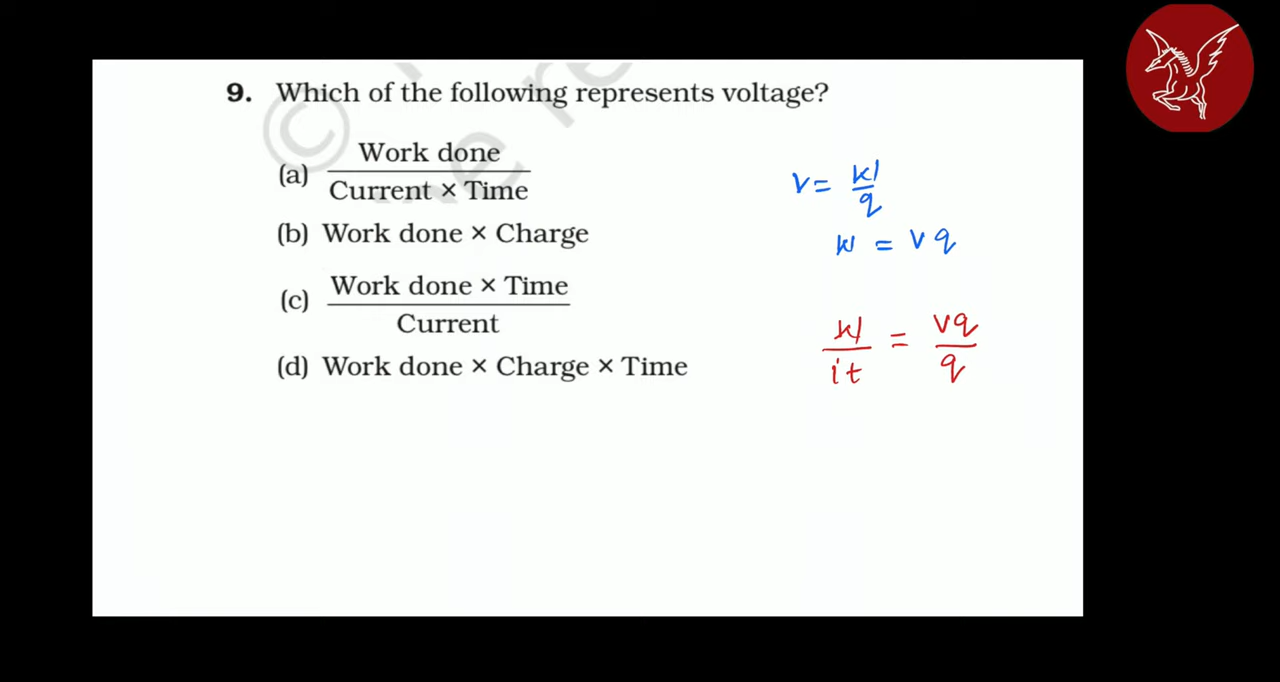 9. Which of the following represents voltage?
(a) Work done / Current × Time
(b) Work done × Charge
(c) Work done × Time / Current
(d) Work done × Charge × Time
V = W/q
W = Vq
W/it = Vq/q